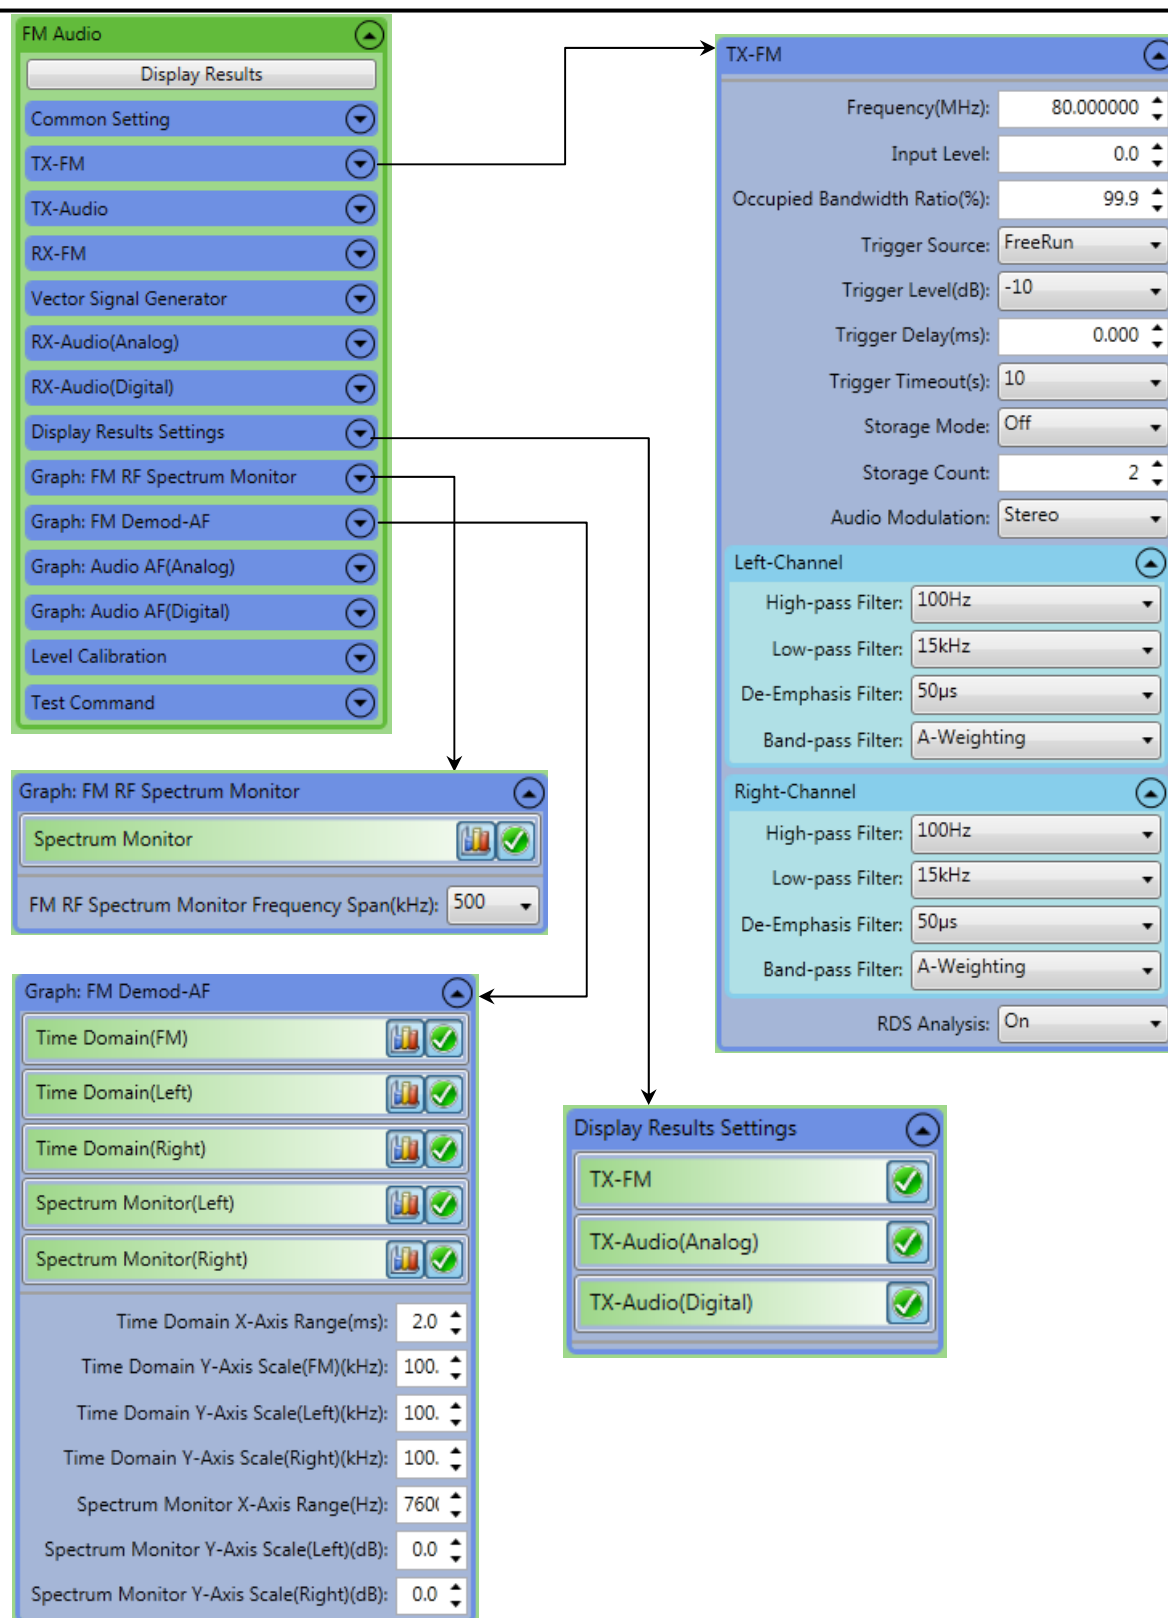 FM Audio
Display Results
Common Setting
TX-FM
TX-Audio
RX-FM
Vector Signal Generator
RX-Audio(Analog)
RX-Audio(Digital)
Display Results Settings
Graph: FM RF Spectrum Monitor
Graph: FM Demod-AF
Graph: Audio AF(Analog)
Graph: Audio AF(Digital)
Level Calibration
Test Command
TX-FM
Frequency(MHz): 80.000000
Input Level: 0.0
Occupied Bandwidth Ratio(%): 99.9
Trigger Source: FreeRun
Trigger Level(dB): -10
Trigger Delay(ms): 0.000
Trigger Timeout(s): 10
Storage Mode: Off
Storage Count: 2
Audio Modulation: Stereo
Left-Channel
High-pass Filter: 100Hz
Low-pass Filter: 15kHz
De-Emphasis Filter: 50µs
Band-pass Filter: A-Weighting
Right-Channel
High-pass Filter: 100Hz
Low-pass Filter: 15kHz
De-Emphasis Filter: 50µs
Band-pass Filter: A-Weighting
RDS Analysis: On
Graph: FM RF Spectrum Monitor
Spectrum Monitor
FM RF Spectrum Monitor Frequency Span(kHz): 500
Graph: FM Demod-AF
Time Domain(FM)
Time Domain(Left)
Time Domain(Right)
Spectrum Monitor(Left)
Spectrum Monitor(Right)
Time Domain X-Axis Range(ms): 2.0
Time Domain Y-Axis Scale(FM)(kHz): 100.
Time Domain Y-Axis Scale(Left)(kHz): 100.
Time Domain Y-Axis Scale(Right)(kHz): 100.
Spectrum Monitor X-Axis Range(Hz): 760
Spectrum Monitor Y-Axis Scale(Left)(dB): 0.0
Spectrum Monitor Y-Axis Scale(Right)(dB): 0.0
Display Results Settings
TX-FM
TX-Audio(Analog)
TX-Audio(Digital)